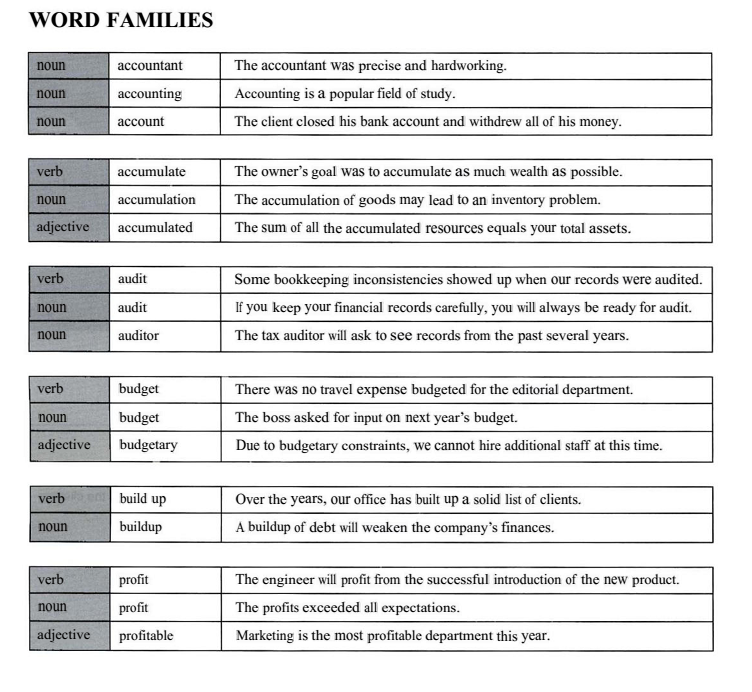 WORD FAMILIES
noun accountant The accountant was precise and hardworking.
noun accounting Accounting is a popular field of study.
noun account The client closed his bank account and withdrew all of his money.
verb accumulate The owner's goal was to accumulate as much wealth as possible.
noun accumulation The accumulation of goods may lead to an inventory problem.
adjective accumulated The sum of all the accumulated resources equals your total assets.
verb audit Some bookkeeping inconsistencies showed up when our records were audited.
noun audit If you keep your financial records carefully, you will always be ready for audit.
noun auditor The tax auditor will ask to see records from the past several years.
verb budget There was no travel expense budgeted for the editorial department.
noun budget The boss asked for input on next year's budget.
adjective budgetary Due to budgetary constraints, we cannot hire additional staff at this time.
verb build up Over the years, our office has built up a solid list of clients.
noun buildup A buildup of debt will weaken the company's finances.
verb profit The engineer will profit from the successful introduction of the new product.
noun profit The profits exceeded all expectations.
adjective profitable Marketing is the most profitable department this year.